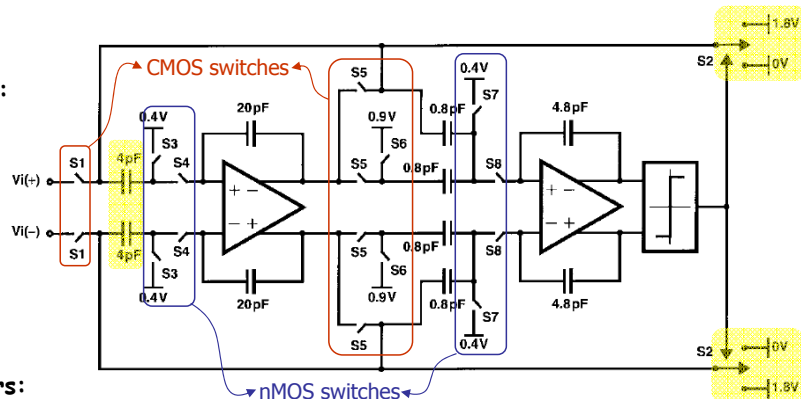 1.8V
S2
0V
CMOS switches
:
S5
0.4V
S7
0.4V
20pF
0.8pF
4.8pF
0.9V
S3
S6
4pF
S1
S4
Vi(+)
S5
0.8pF
S8
+ −
+ −
Vi(−)
S5
0.8pF
S8
− +
− +
S1
4pF
S4
S3
S6
0.4V
20pF
0.9V
0.8pF
4.8pF
S7
S5
0.4V
S2
0V
1.8V
rs:
nMOS switches